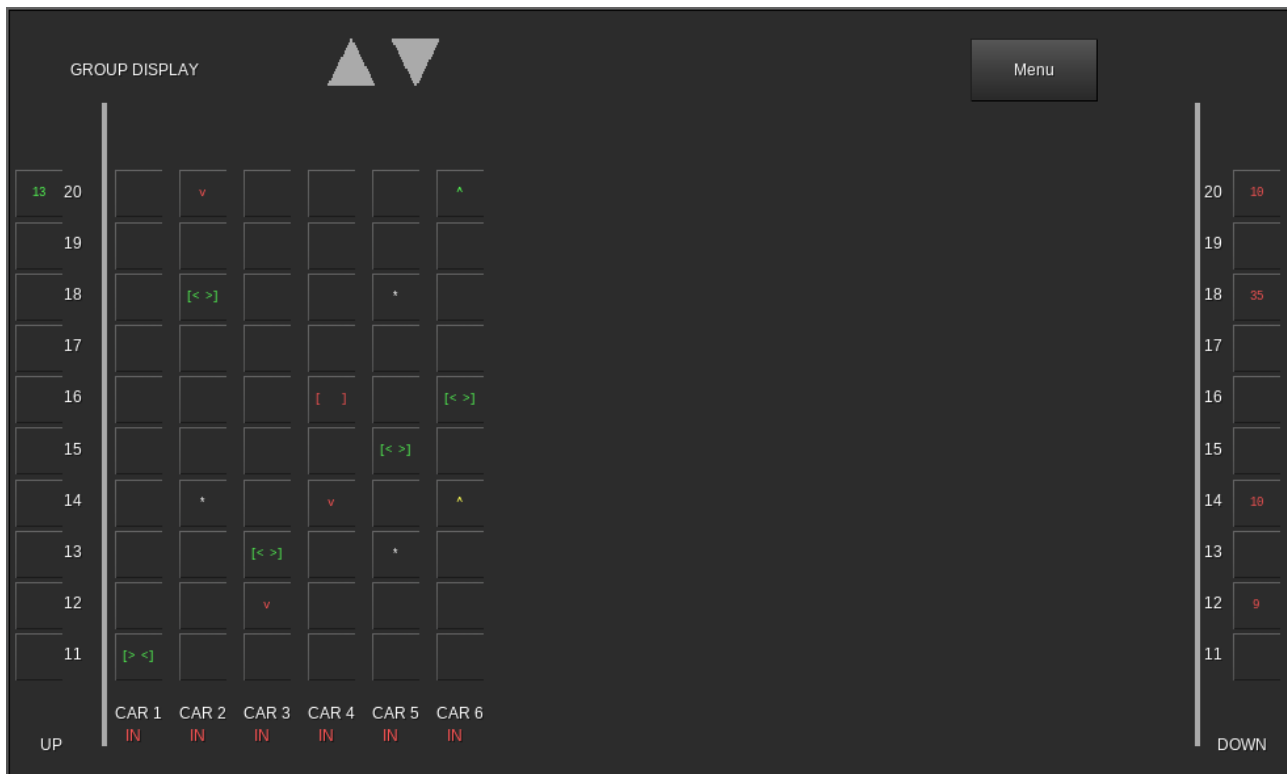 GROUP DISPLAY Menu
13 20 v ^ 20 10
19 19
18 [< >] * 18 35
17 17
16 [ ] [< >] 16
15 [< >] 15
14 * v ^ 14 10
13 [< >] * 13
12 v 12 9
11 [> <] 11
CAR 1 CAR 2 CAR 3 CAR 4 CAR 5 CAR 6
IN IN IN IN IN IN
UP DOWN